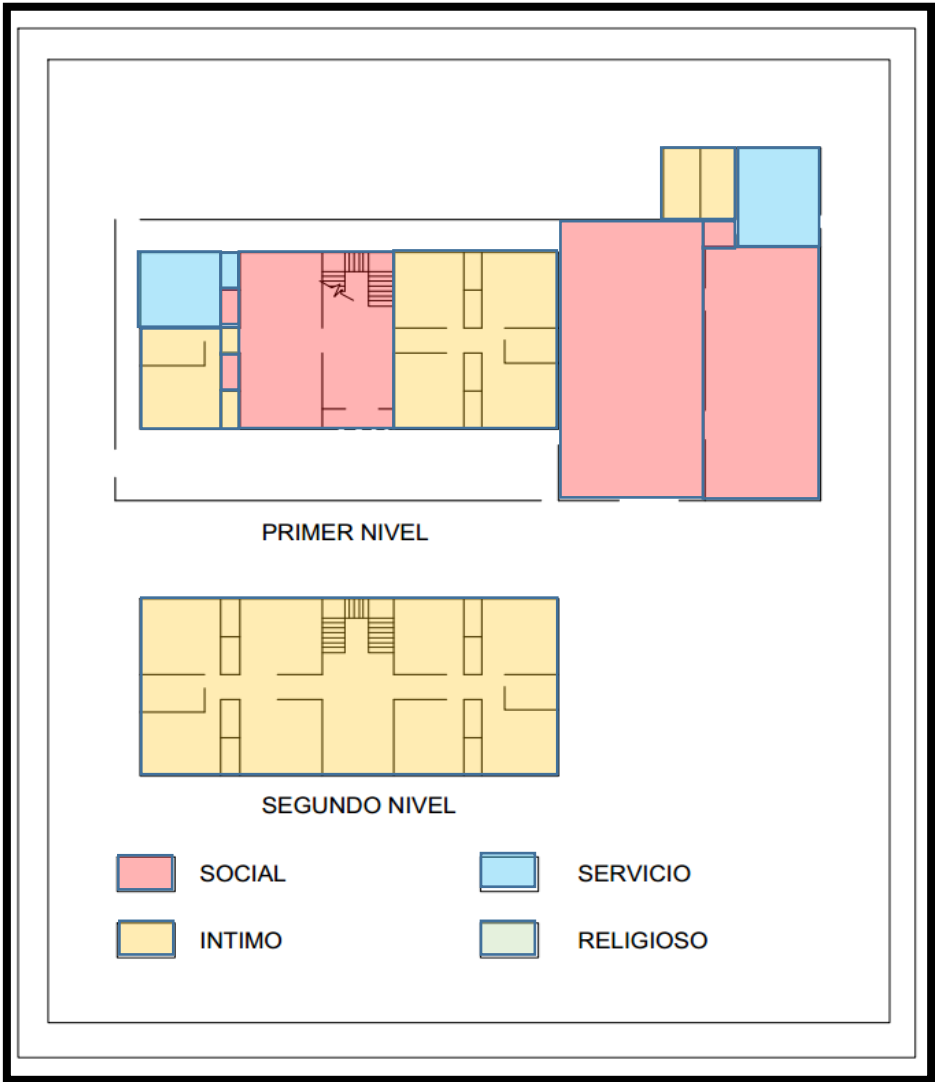 PRIMER NIVEL
SEGUNDO NIVEL
SOCIAL
SERVICIO
INTIMO
RELIGIOSO